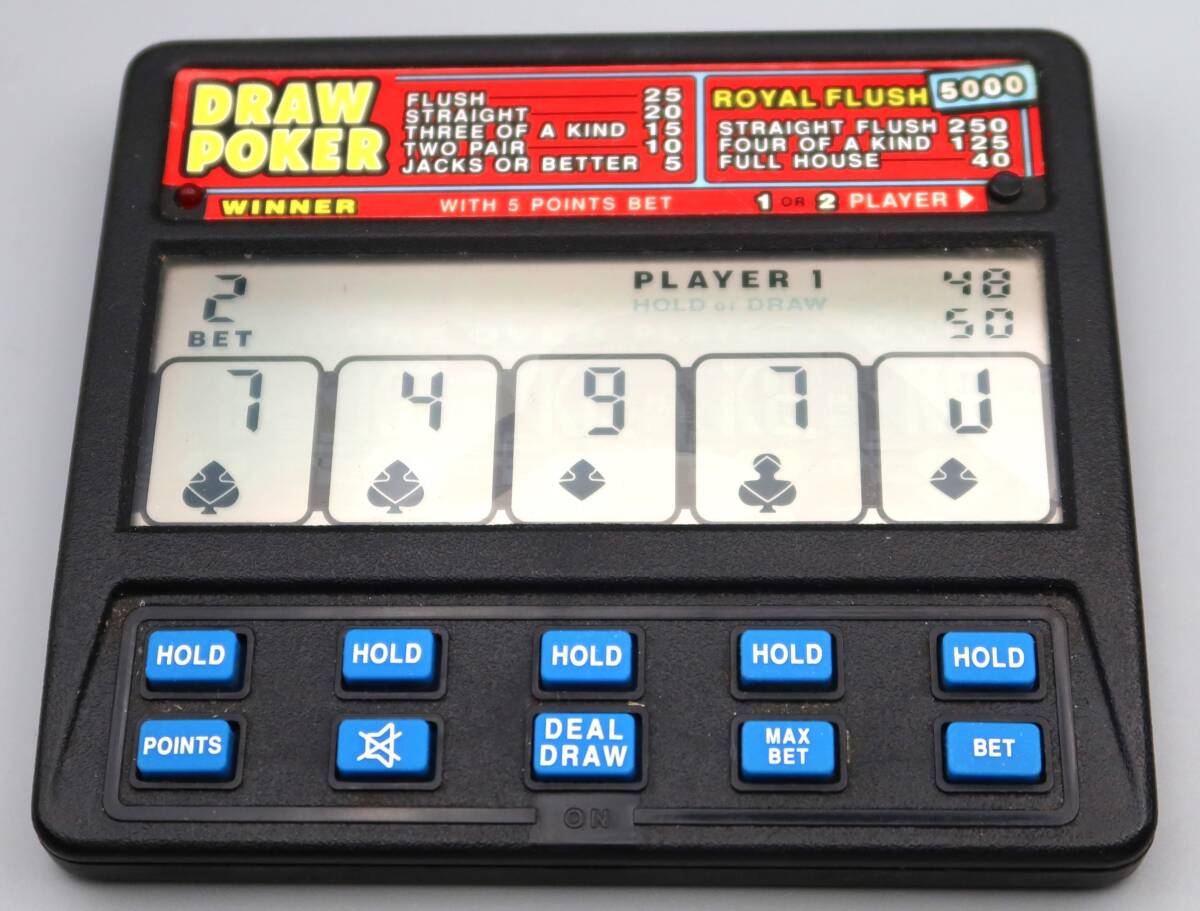 DRAW
POKER
FLUSH 25
STRAIGHT 20
THREE OF A KIND 15
TWO PAIR 10
JACKS OR BETTER 5
ROYAL FLUSH 5000
STRAIGHT FLUSH 250
FOUR OF A KIND 125
FULL HOUSE 40
WINNER WITH 5 POINTS BET 1 OR 2 PLAYER
2 PLAYER 1 48
BET HOLD or DRAW 50
7 4 9 7 J
HOLD HOLD HOLD HOLD HOLD
POINTS DEAL DRAW MAX BET BET
ON